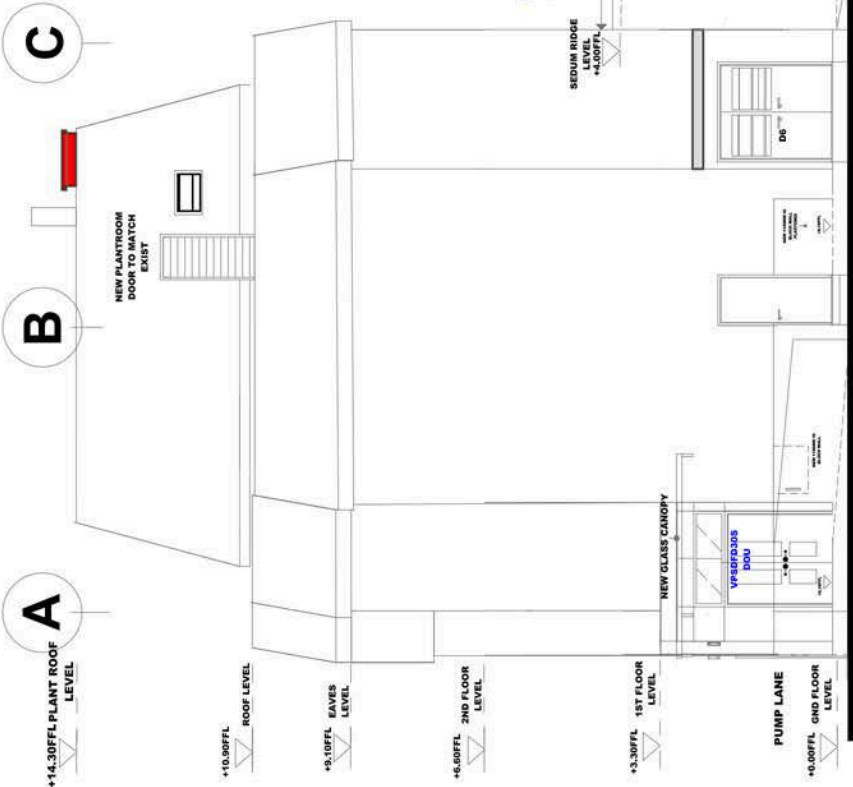 C
B
A
NEW PLANTROOM
DOOR TO MATCH
EXIST
SEDUM RIDGE
LEVEL
+4.00FFL
D6
NEW GLASS CANOPY
VPSDFD30S
DOU
+14.30FFL PLANT ROOF
LEVEL
+10.90FFL ROOF LEVEL
+9.10FFL EAVES
LEVEL
+6.60FFL 2ND FLOOR
LEVEL
+3.30FFL 1ST FLOOR
LEVEL
PUMP LANE
+0.00FFL GND FLOOR
LEVEL